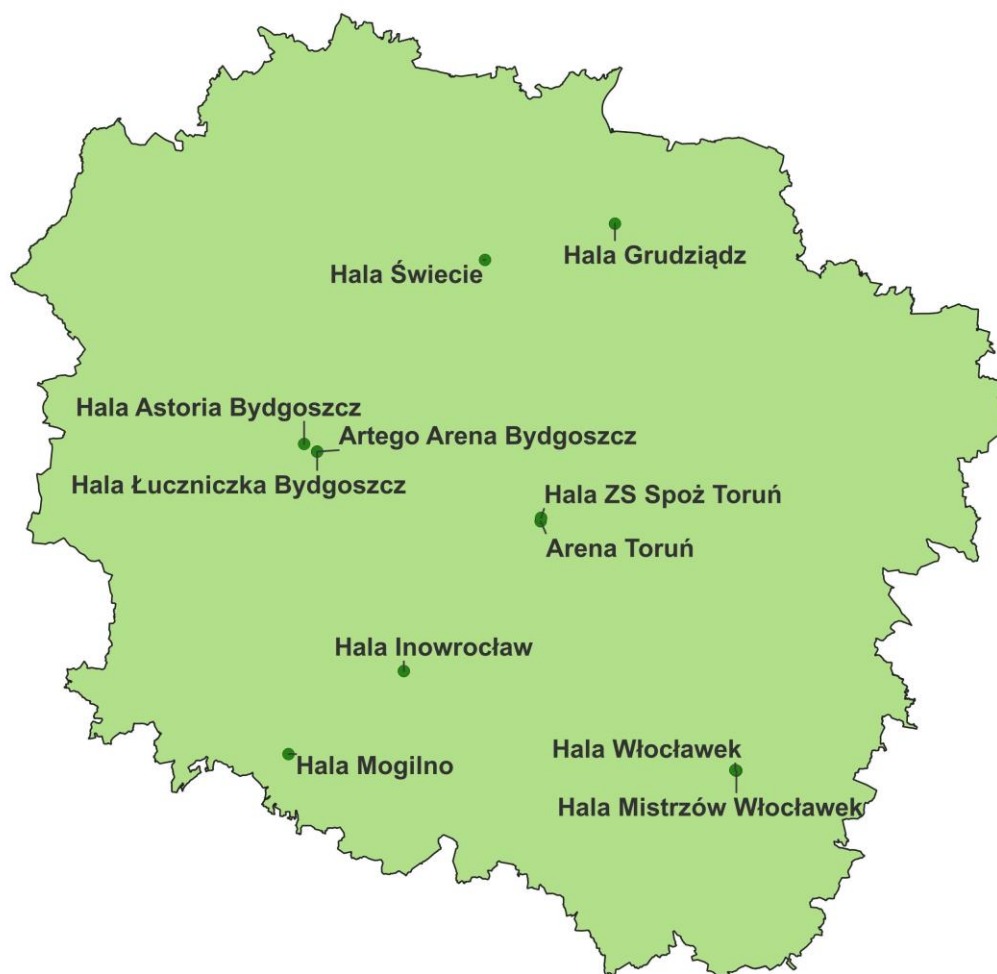 Hala Grudziądz
Hala Świecie
Hala Astoria Bydgoszcz
Artego Arena Bydgoszcz
Hala Łuczniczka Bydgoszcz
Hala ZS Spoż Toruń
Arena Toruń
Hala Inowrocław
Hala Mogilno
Hala Włocławek
Hala Mistrzów Włocławek